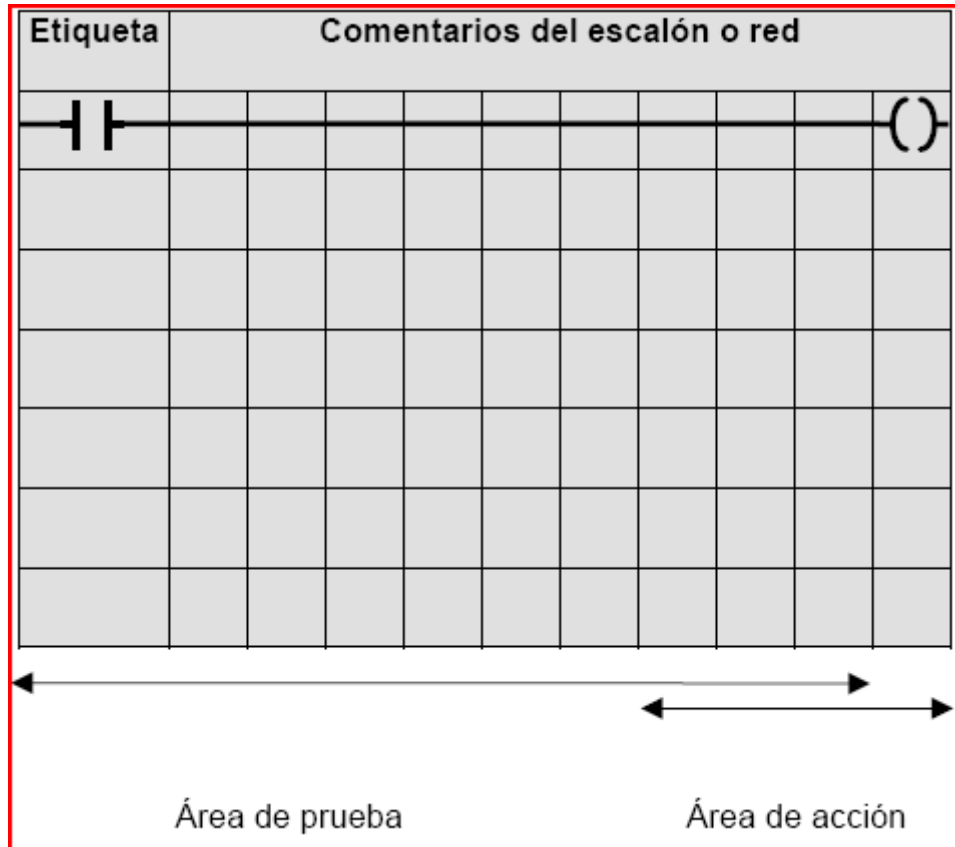 Etiqueta
Comentarios del escalón o red
Área de prueba
Área de acción